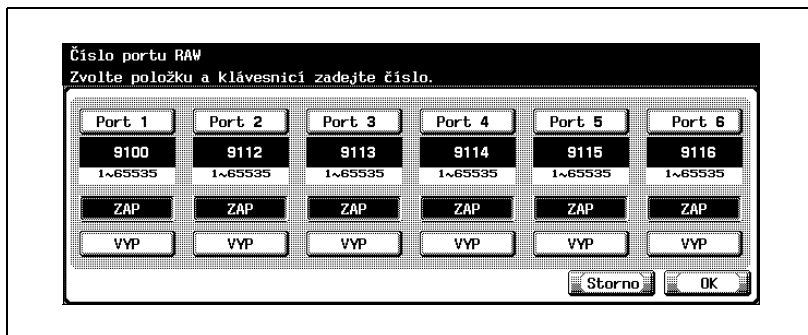 Číslo portu RAW
Zvolte položku a klávesnicí zadejte číslo.
Port 1 Port 2 Port 3 Port 4 Port 5 Port 6
9100 9112 9113 9114 9115 9116
1~65535 1~65535 1~65535 1~65535 1~65535 1~65535
ZAP ZAP ZAP ZAP ZAP ZAP
VYP VYP VYP VYP VYP VYP
Storno OK